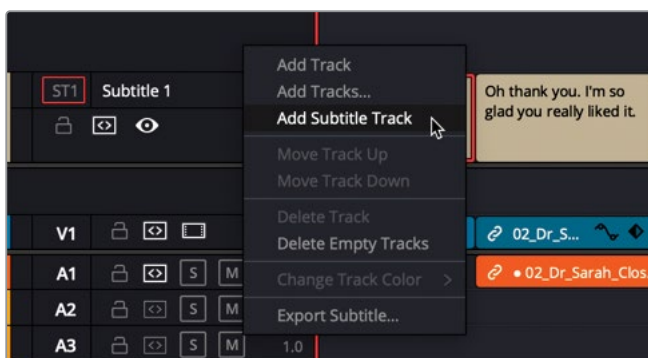 ST1 Subtitle 1
Add Track
Add Tracks...
Add Subtitle Track
Move Track Up
Move Track Down
Delete Track
Delete Empty Tracks
Change Track Color >
Export Subtitle...
Oh thank you. I'm so
glad you really liked it.
V1
02_Dr_S...
A1 S M
• 02_Dr_Sarah_Clos
A2 S M
A3 S M 1.0